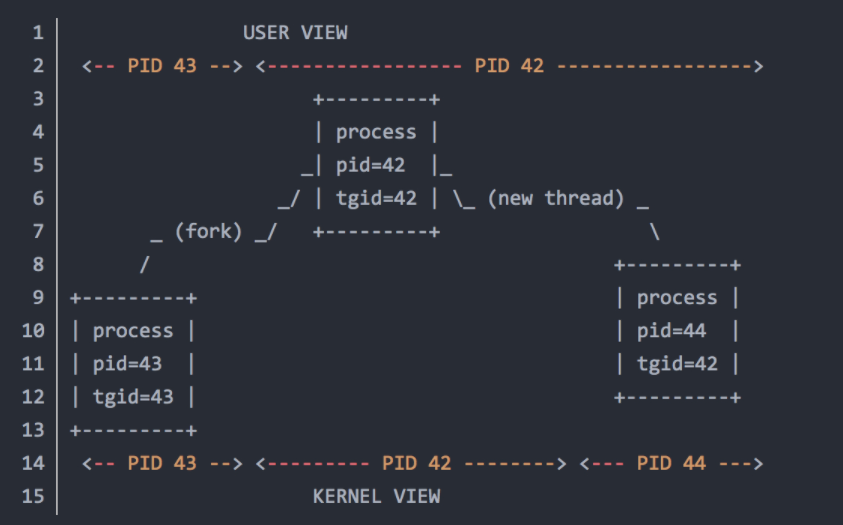 1                         USER VIEW
2   <-- PID 43 --> <----------------- PID 42 ----------------->
3                       +---------+
4                       | process |
5                      _| pid=42  |_
6                    _/ | tgid=42 | \_ (new thread) _
7         _ (fork) _/   +---------+                  \
8        /                                        +---------+
9  +---------+                                    | process |
10 | process |                                    | pid=44  |
11 | pid=43  |                                    | tgid=42 |
12 | tgid=43 |                                    +---------+
13 +---------+
14  <-- PID 43 --> <--------- PID 42 --------> <--- PID 44 --->
15                      KERNEL VIEW